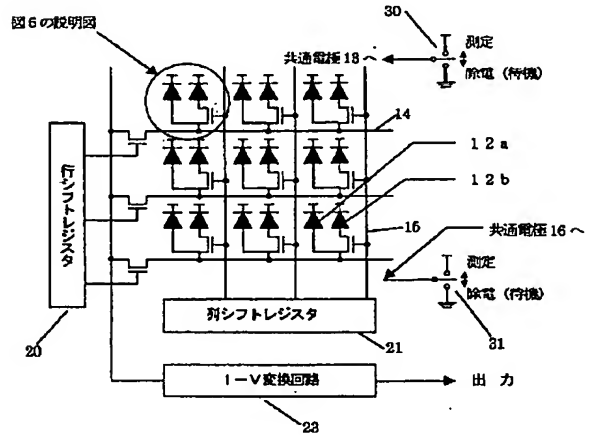 図6の説明図
30
測定
共通電極13へ
除電（待機）
14
12a
12b
行シフトレジスタ
15
共通電極16へ
測定
除電（待機）
列シフトレジスタ
20
21
31
I－V変換回路
出力
23